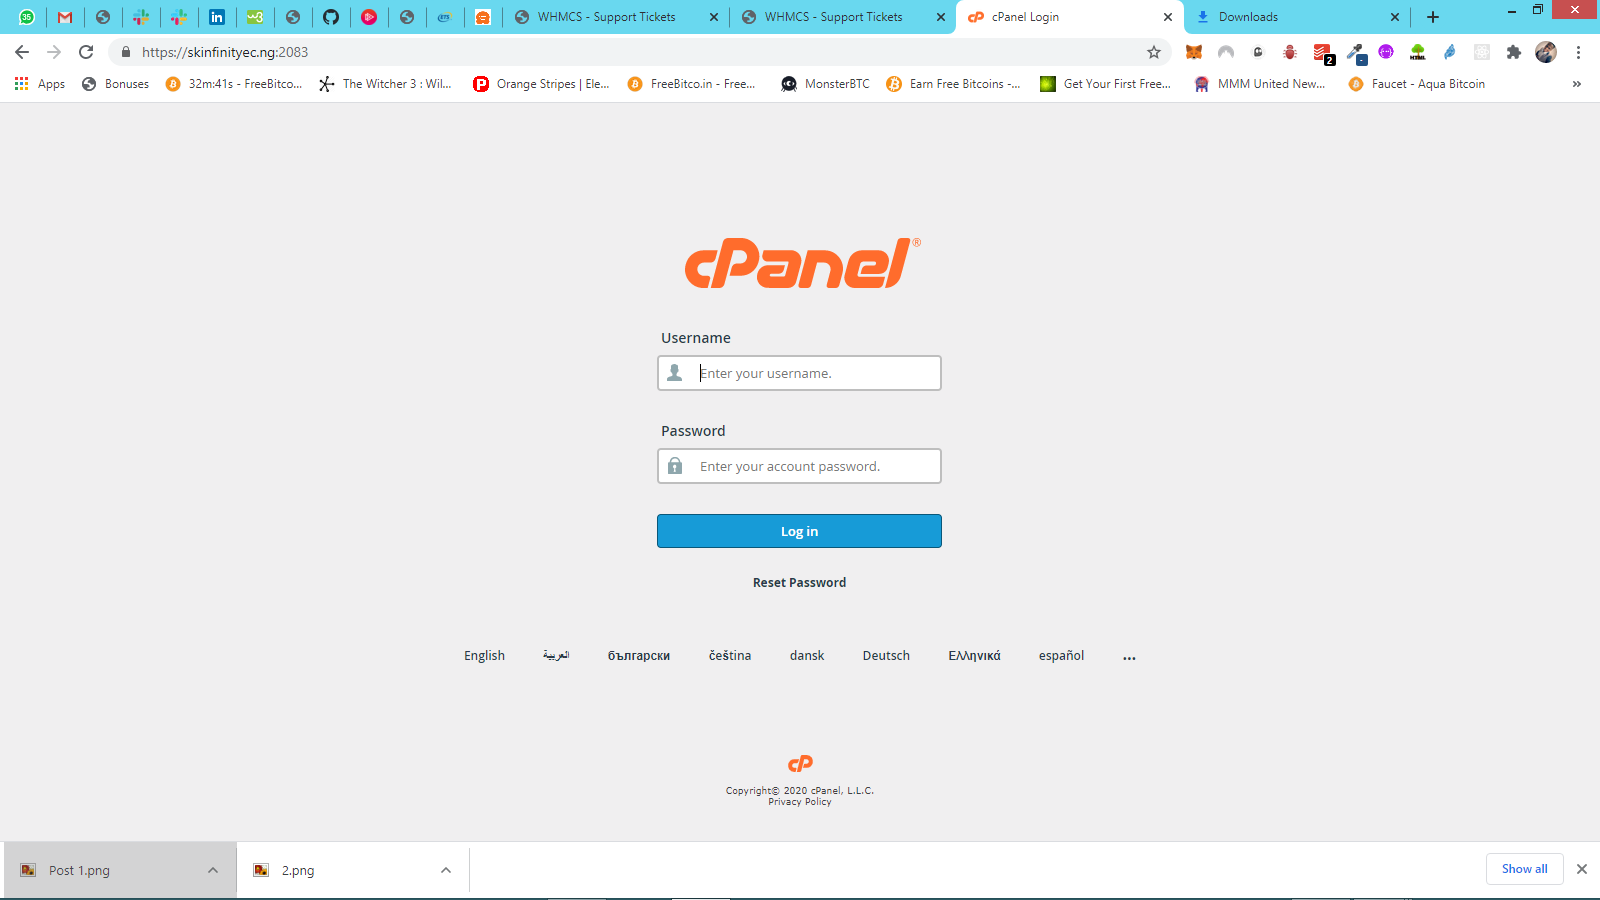 35
WHMCS - Support Tickets
WHMCS - Support Tickets
cPanel Login
Downloads
https://skinfinityec.ng:2083
2
Apps
Bonuses
32m:41s - FreeBitco...
The Witcher 3 : Wil...
Orange Stripes | Ele...
FreeBitco.in - Free...
MonsterBTC
Earn Free Bitcoins -...
Get Your First Free...
MMM United New...
Faucet - Aqua Bitcoin
cPanel®
Username
Enter your username.
Password
Enter your account password.
Log in
Reset Password
English العربية български čeština dansk Deutsch Ελληνικά español ...
cP
Copyright© 2020 cPanel, L.L.C.
Privacy Policy
Post 1.png
2.png
Show all